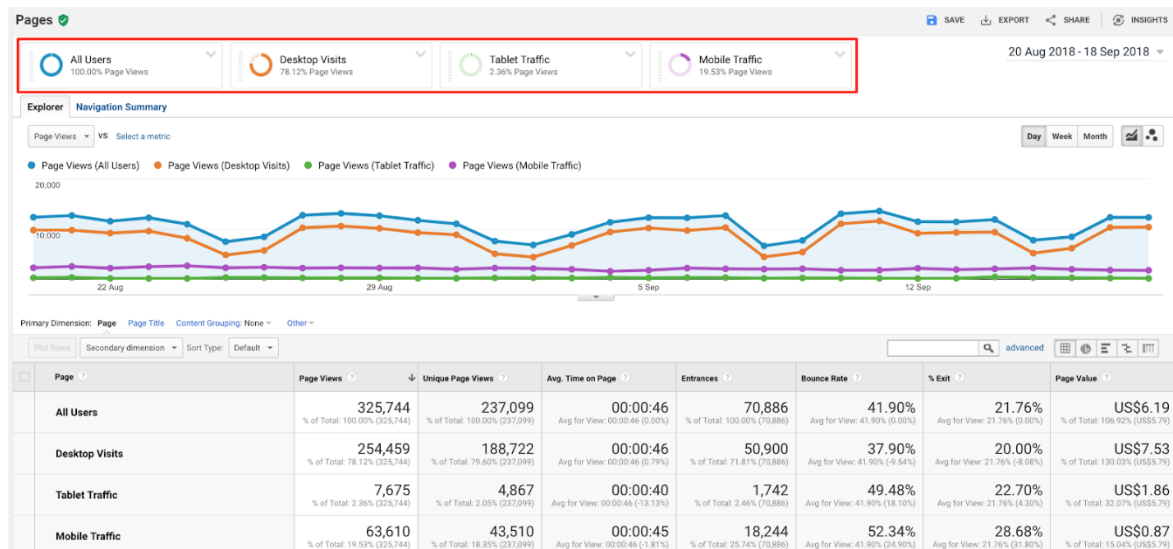 Pages
SAVE EXPORT SHARE INSIGHTS
All Users
100.00% Page Views
Desktop Visits
78.12% Page Views
Tablet Traffic
2.36% Page Views
Mobile Traffic
19.53% Page Views
20 Aug 2018 - 18 Sep 2018
Explorer Navigation Summary
Page Views VS Select a metric
Day Week Month
Page Views (All Users) Page Views (Desktop Visits) Page Views (Tablet Traffic) Page Views (Mobile Traffic)
20,000
10,000
22 Aug 29 Aug 5 Sep 12 Sep
Primary Dimension: Page Page Title Content Grouping: None Other
Plot Rows Secondary dimension Sort Type: Default advanced
Page Page Views Unique Page Views Avg. Time on Page Entrances Bounce Rate % Exit Page Value
All Users 325,744 237,099 00:00:46 70,886 41.90% 21.76% US$6.19
% of Total: 100.00% (325,744) % of Total: 100.00% (237,099) Avg for View: 00:00:46 (0.00%) % of Total: 100.00% (70,886) Avg for View: 41.90% (0.00%) Avg for View: 21.76% (0.00%) % of Total: 106.92% (US$5.79)
Desktop Visits 254,459 188,722 00:00:46 50,900 37.90% 20.00% US$7.53
% of Total: 78.12% (325,744) % of Total: 79.60% (237,099) Avg for View: 00:00:46 (0.79%) % of Total: 71.81% (70,886) Avg for View: 41.90% (-9.54%) Avg for View: 21.76% (-8.08%) % of Total: 130.03% (US$5.79)
Tablet Traffic 7,675 4,867 00:00:40 1,742 49.48% 22.70% US$1.86
% of Total: 2.36% (325,744) % of Total: 2.05% (237,099) Avg for View: 00:00:46 (-13.13%) % of Total: 2.46% (70,886) Avg for View: 41.90% (18.10%) Avg for View: 21.76% (4.30%) % of Total: 32.07% (US$5.79)
Mobile Traffic 63,610 43,510 00:00:45 18,244 52.34% 28.68% US$0.87
% of Total: 19.53% (325,744) % of Total: 18.35% (237,099) Avg for View: 00:00:46 (-1.81%) % of Total: 25.74% (70,886) Avg for View: 41.90% (24.90%) Avg for View: 21.76% (31.80%) % of Total: 15.04% (US$5.79)